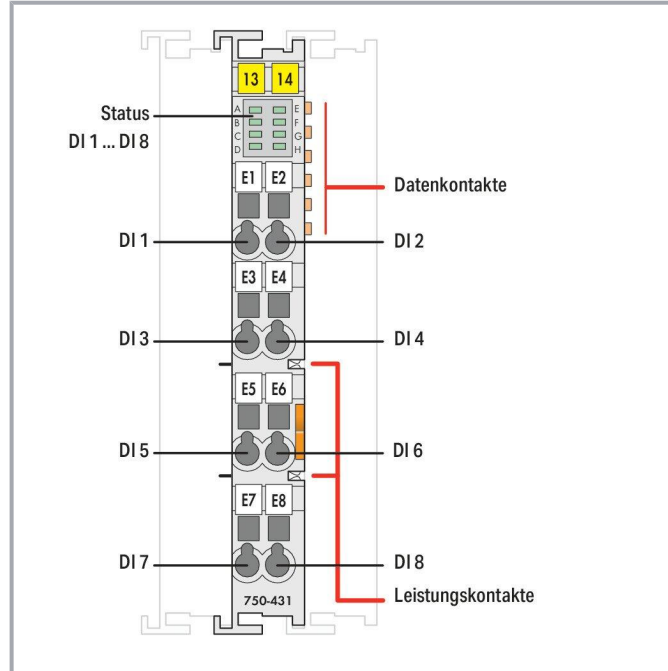 13 14
Status
DI 1 ... DI 8
A E
B F
C G
D H
E1 E2
Datenkontakte
DI 1 DI 2
E3 E4
DI 3 DI 4
E5 E6
DI 5 DI 6
E7 E8
DI 7 DI 8
750-431 Leistungskontakte